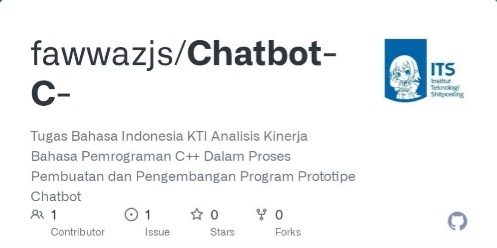 fawwazjs/Chatbot-
C-
ITS
Institut
Teknologi
Shitposting
Tugas Bahasa Indonesia KTI Analisis Kinerja
Bahasa Pemrograman C++ Dalam Proses
Pembuatan dan Pengembangan Program Prototipe
Chatbot
1
Contributor
1
Issue
0
Stars
0
Forks